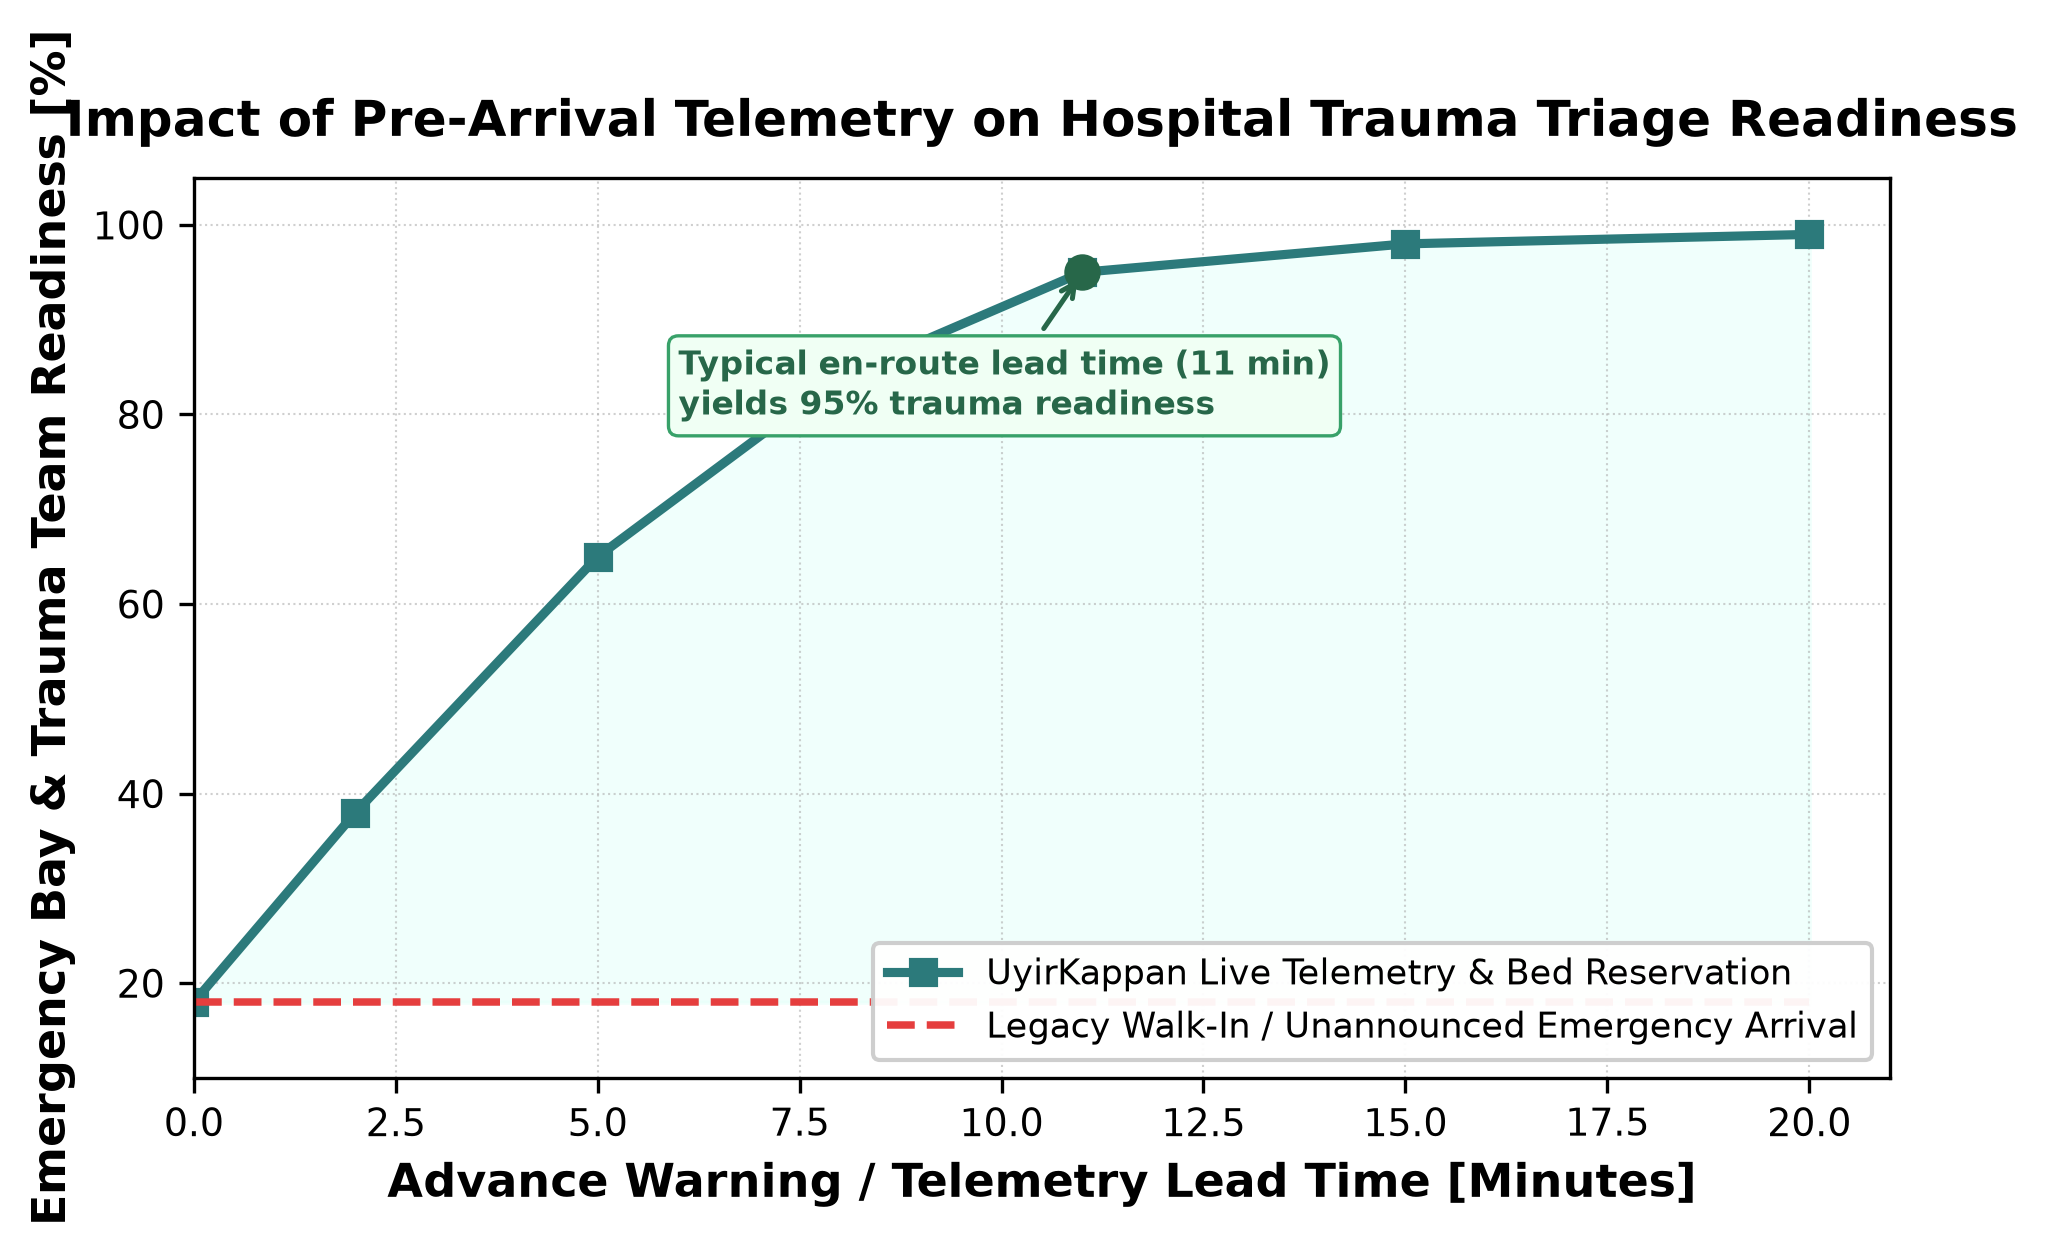 Impact of Pre-Arrival Telemetry on Hospital Trauma Triage Readiness
Emergency Bay & Trauma Team Readiness [%]
100
80
60
40
20
Typical en-route lead time (11 min)
yields 95% trauma readiness
UyirKappan Live Telemetry & Bed Reservation
Legacy Walk-In / Unannounced Emergency Arrival
0.0
2.5
5.0
7.5
10.0
12.5
15.0
17.5
20.0
Advance Warning / Telemetry Lead Time [Minutes]